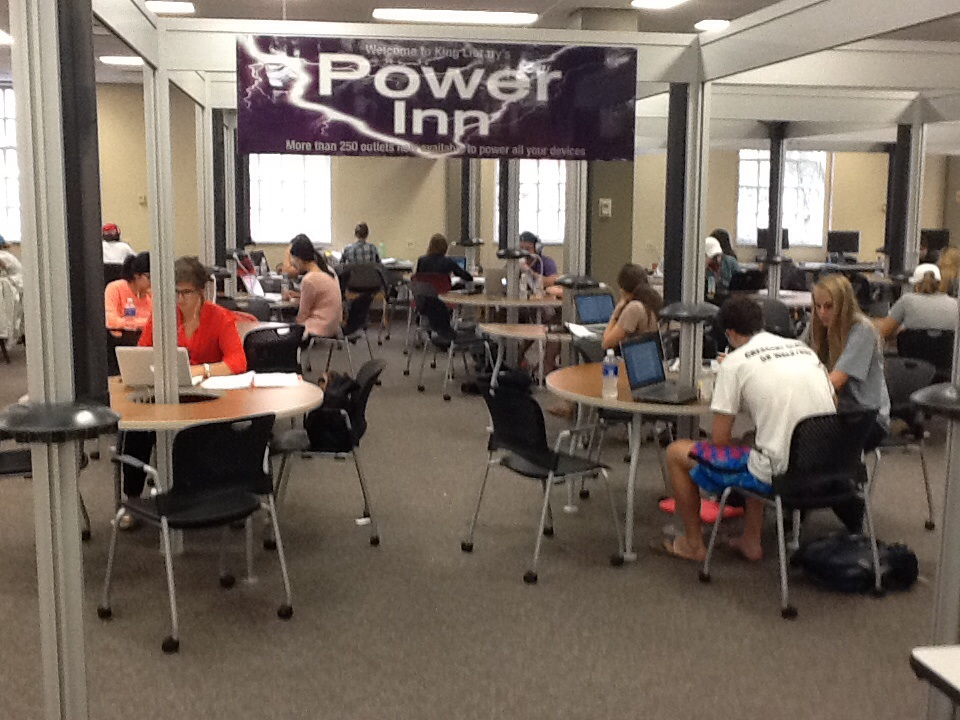 Welcome to King Library's
Power
Inn
More than 250 outlets now available to power all your devices